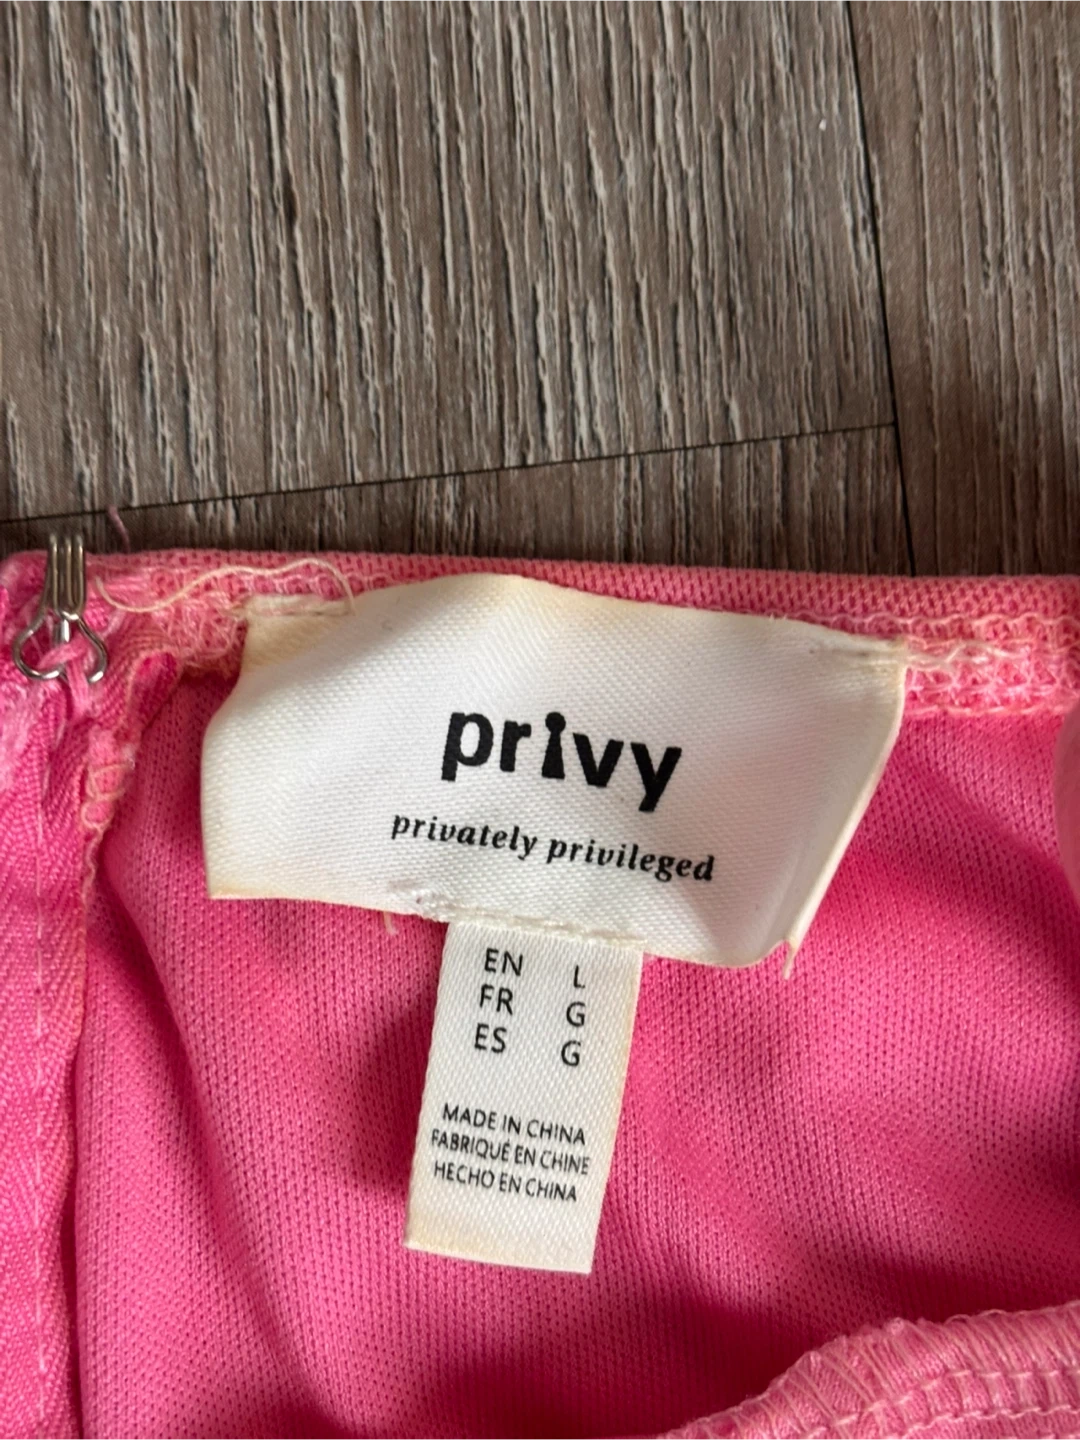 privy
privately privileged
EN L
FR G
ES G
MADE IN CHINA
FABRIQUÉ EN CHINE
HECHO EN CHINA